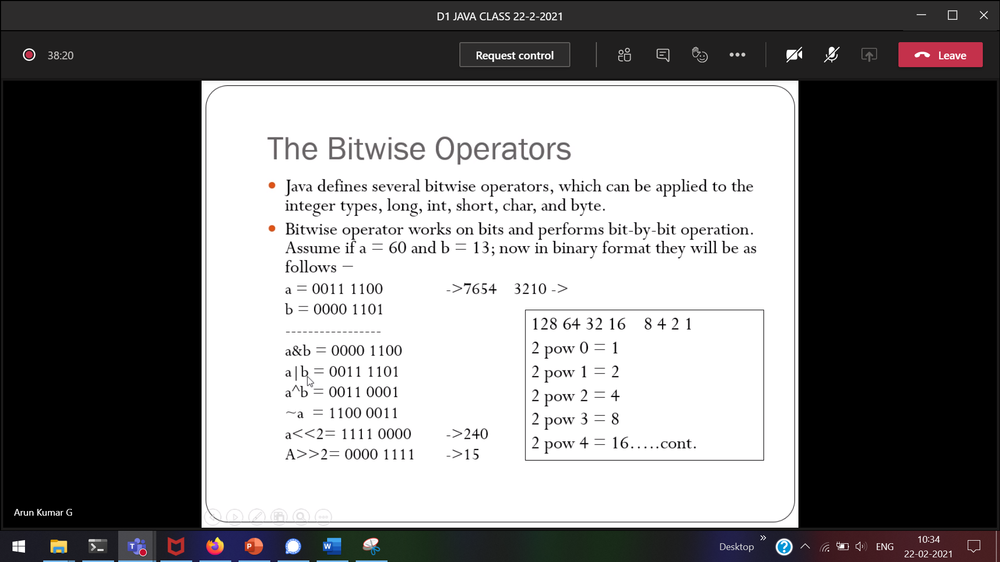 D1 JAVA CLASS 22-2-2021
38:20
Request control
Leave
The Bitwise Operators
Java defines several bitwise operators, which can be applied to the
integer types, long, int, short, char, and byte.
Bitwise operator works on bits and performs bit-by-bit operation.
Assume if a = 60 and b = 13; now in binary format they will be as
follows –
a = 0011 1100 ->7654 3210 ->
b = 0000 1101
-----------------
a&b = 0000 1100
a|b = 0011 1101
a^b = 0011 0001
~a = 1100 0011
a<<2= 1111 0000 ->240
A>>2= 0000 1111 ->15
128 64 32 16 8 4 2 1
2 pow 0 = 1
2 pow 1 = 2
2 pow 2 = 4
2 pow 3 = 8
2 pow 4 = 16.....cont.
Arun Kumar G
Desktop
ENG
10:34
22-02-2021